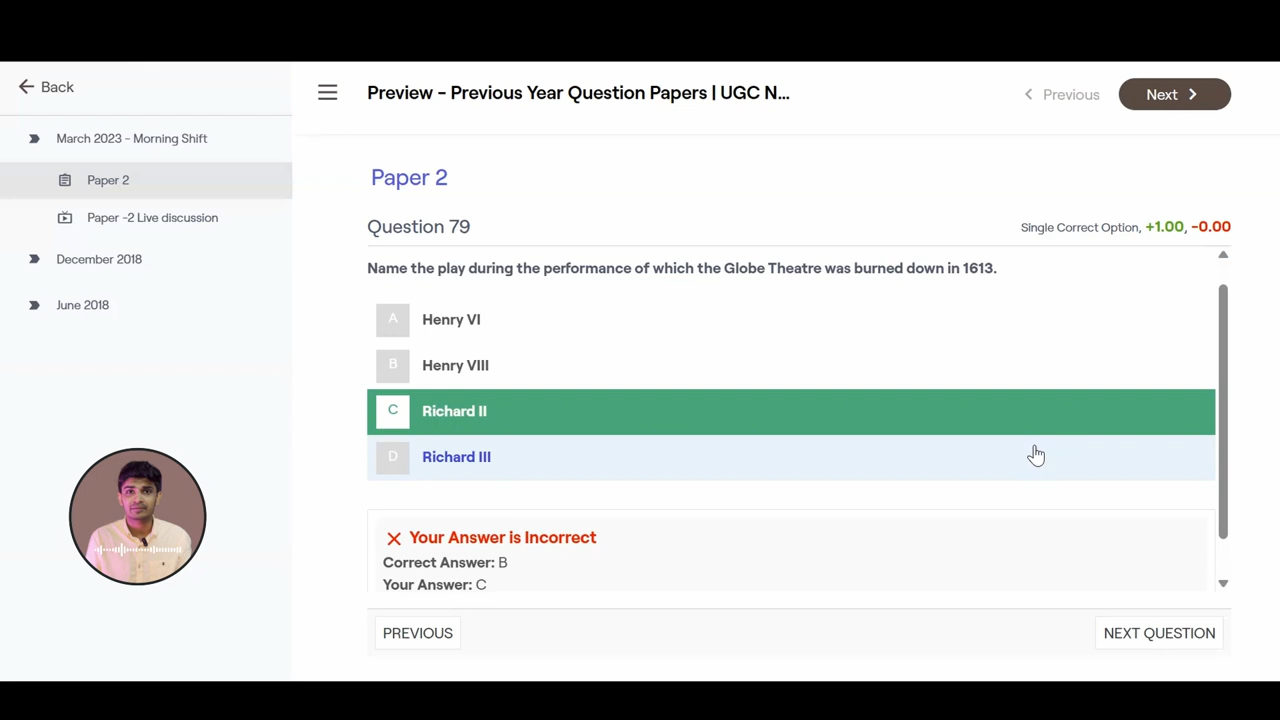 Back
Preview - Previous Year Question Papers | UGC N...
Previous
Next
March 2023 - Morning Shift
Paper 2
Paper -2 Live discussion
December 2018
June 2018
Paper 2
Question 79
Single Correct Option, +1.00, -0.00
Name the play during the performance of which the Globe Theatre was burned down in 1613.
A Henry VI
B Henry VIII
C Richard II
D Richard III
Your Answer is Incorrect
Correct Answer: B
Your Answer: C
PREVIOUS
NEXT QUESTION